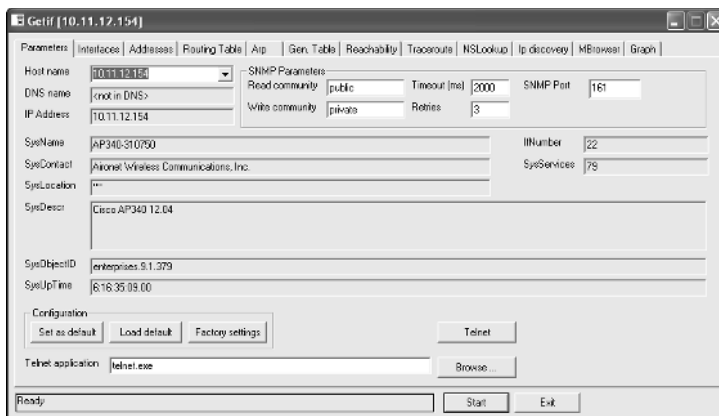 Getif [10.11.12.154]
Parameters Interfaces Addresses Routing Table Arp Gen. Table Reachability Traceroute NSLookup Ip discovery MBrowser Graph
Host name 10.11.12.154
DNS name <not in DNS>
IP Address 10.11.12.154
SNMP Parameters
Read community public Timeout (ms) 2000 SNMP Port 161
Write community private Retries 3
SysName AP340-310750 IfNumber 22
SysContact Aironet Wireless Communications, Inc. SysServices 79
SysLocation ""
SysDescr Cisco AP340 12.04
SysObjectID enterprises.9.1.379
SysUpTime 6:16:35:09.00
Configuration
Set as default Load default Factory settings Telnet
Telnet application telnet.exe Browse ...
Ready Start Exit